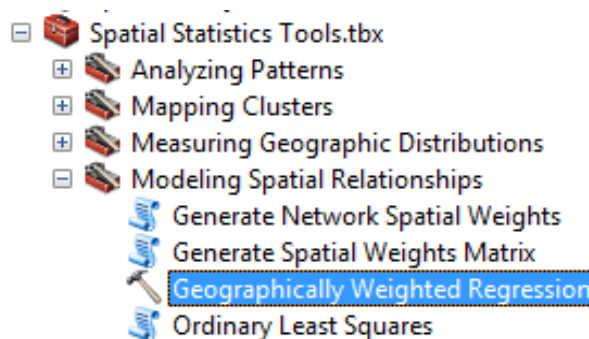 Spatial Statistics Tools.tbx
Analyzing Patterns
Mapping Clusters
Measuring Geographic Distributions
Modeling Spatial Relationships
Generate Network Spatial Weights
Generate Spatial Weights Matrix
Geographically Weighted Regression
Ordinary Least Squares